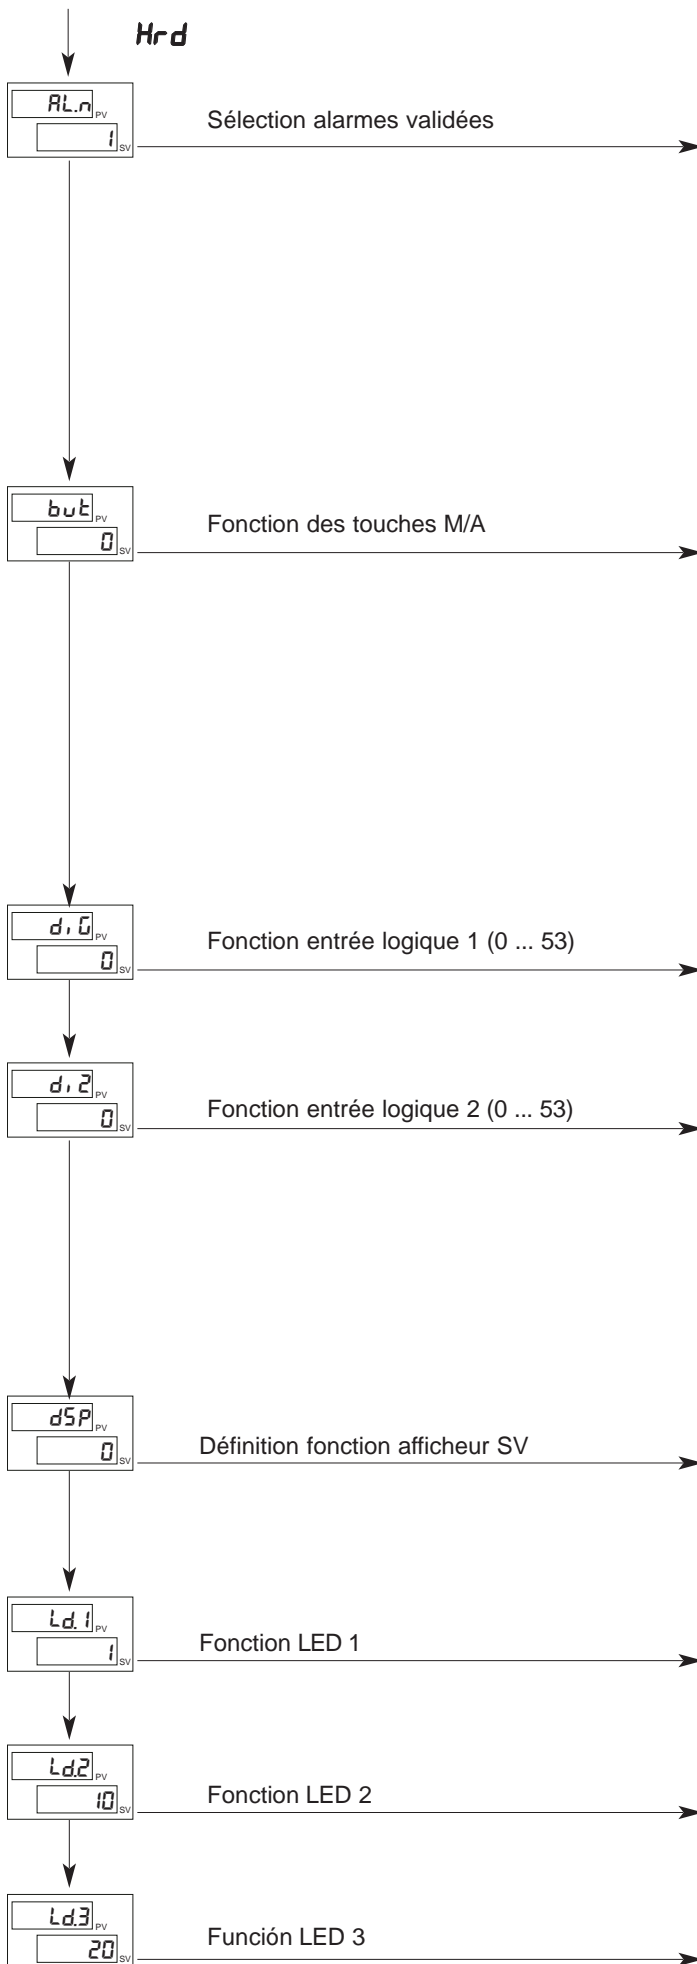 Hrd
AL.n PV
1 SV
Sélection alarmes validées
but PV
0 SV
Fonction des touches M/A
diG PV
0 SV
Fonction entrée logique 1 (0 ... 53)
di2 PV
0 SV
Fonction entrée logique 2 (0 ... 53)
dSP PV
0 SV
Définition fonction afficheur SV
Ld.1 PV
1 SV
Fonction LED 1
Ld.2 PV
10 SV
Fonction LED 2
Ld.3 PV
20 SV
Función LED 3